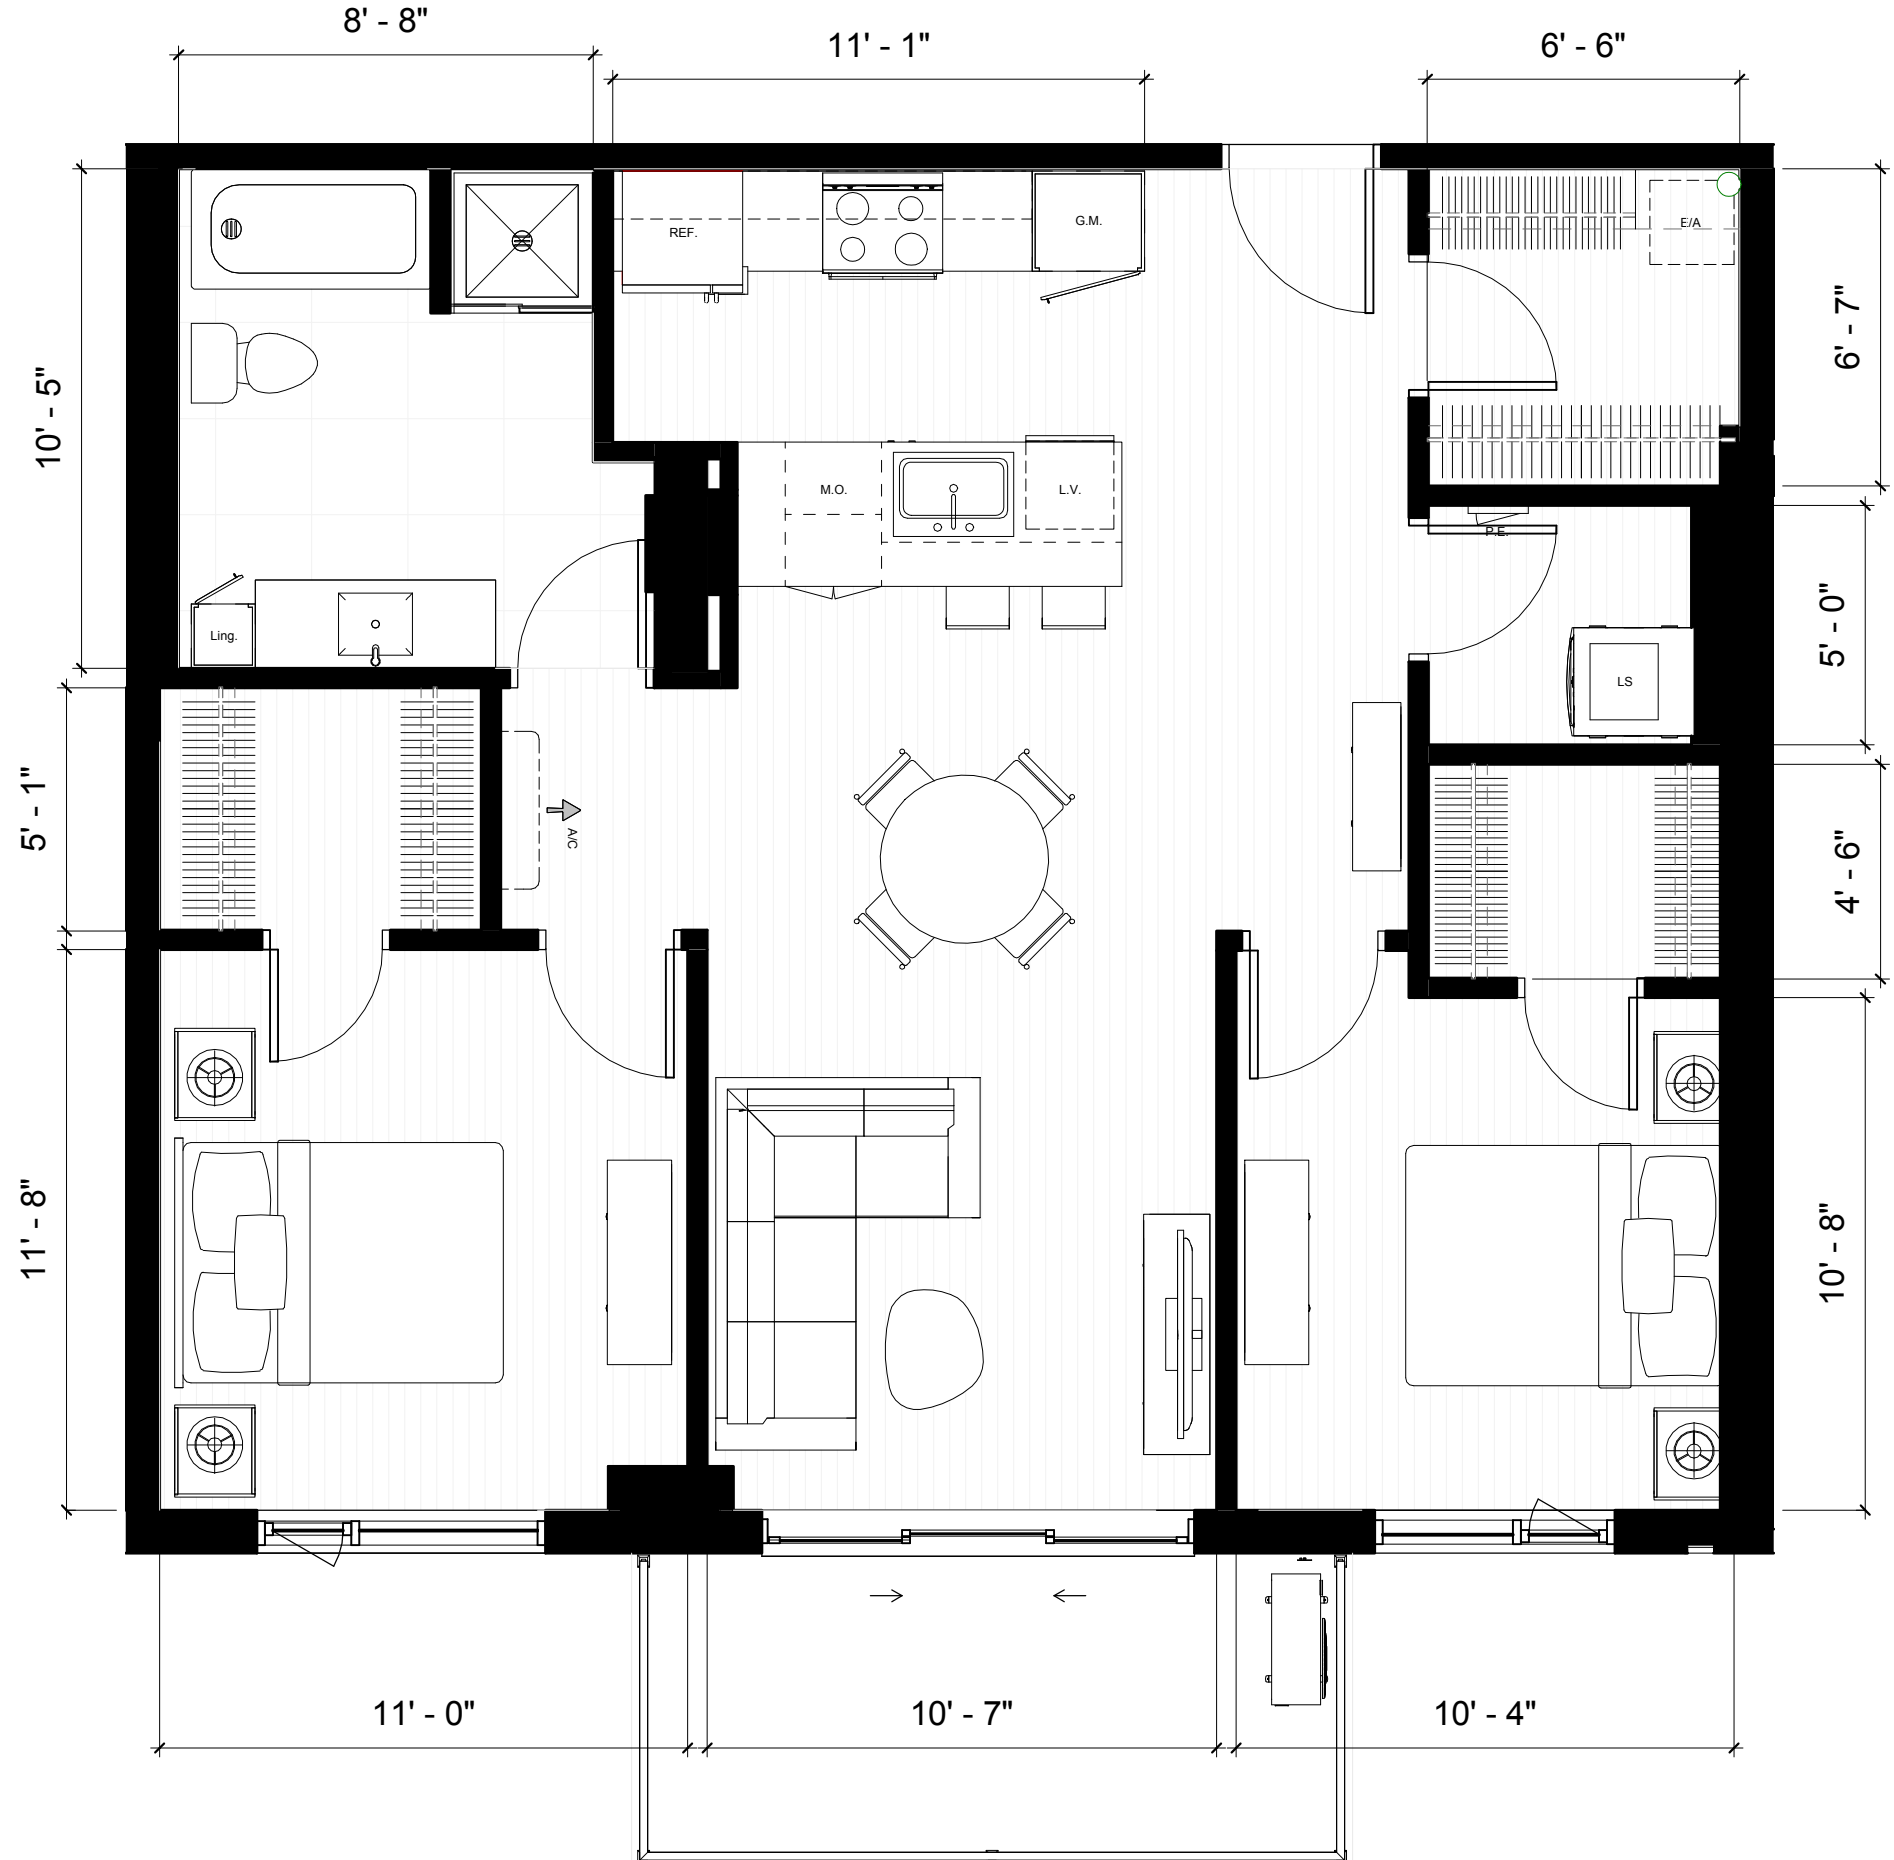 8' - 8"
11' - 1"
6' - 6"
REF.
G.M.
E/A
6' - 7"
10' - 5"
M.O.
L.V.
P.E.
5' - 0"
Ling.
LS
5' - 1"
A/C
4' - 6"
11' - 8"
10' - 8"
11' - 0"
10' - 7"
10' - 4"